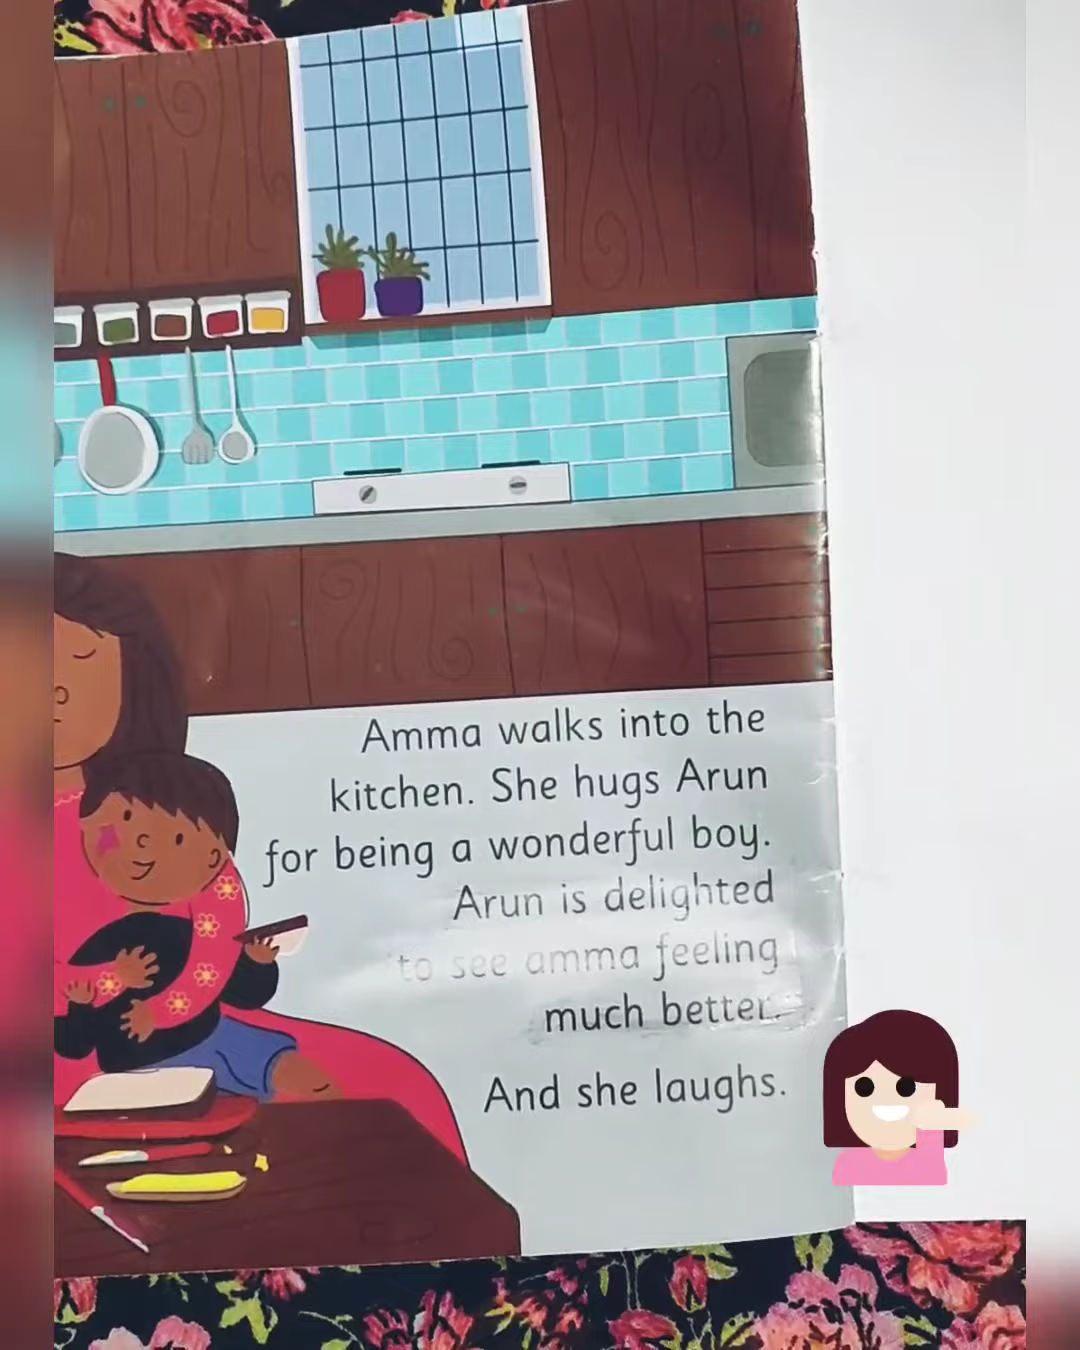 Amma walks into the
kitchen. She hugs Arun
for being a wonderful boy.
Arun is delighted
to see amma feeling
much better.
And she laughs.